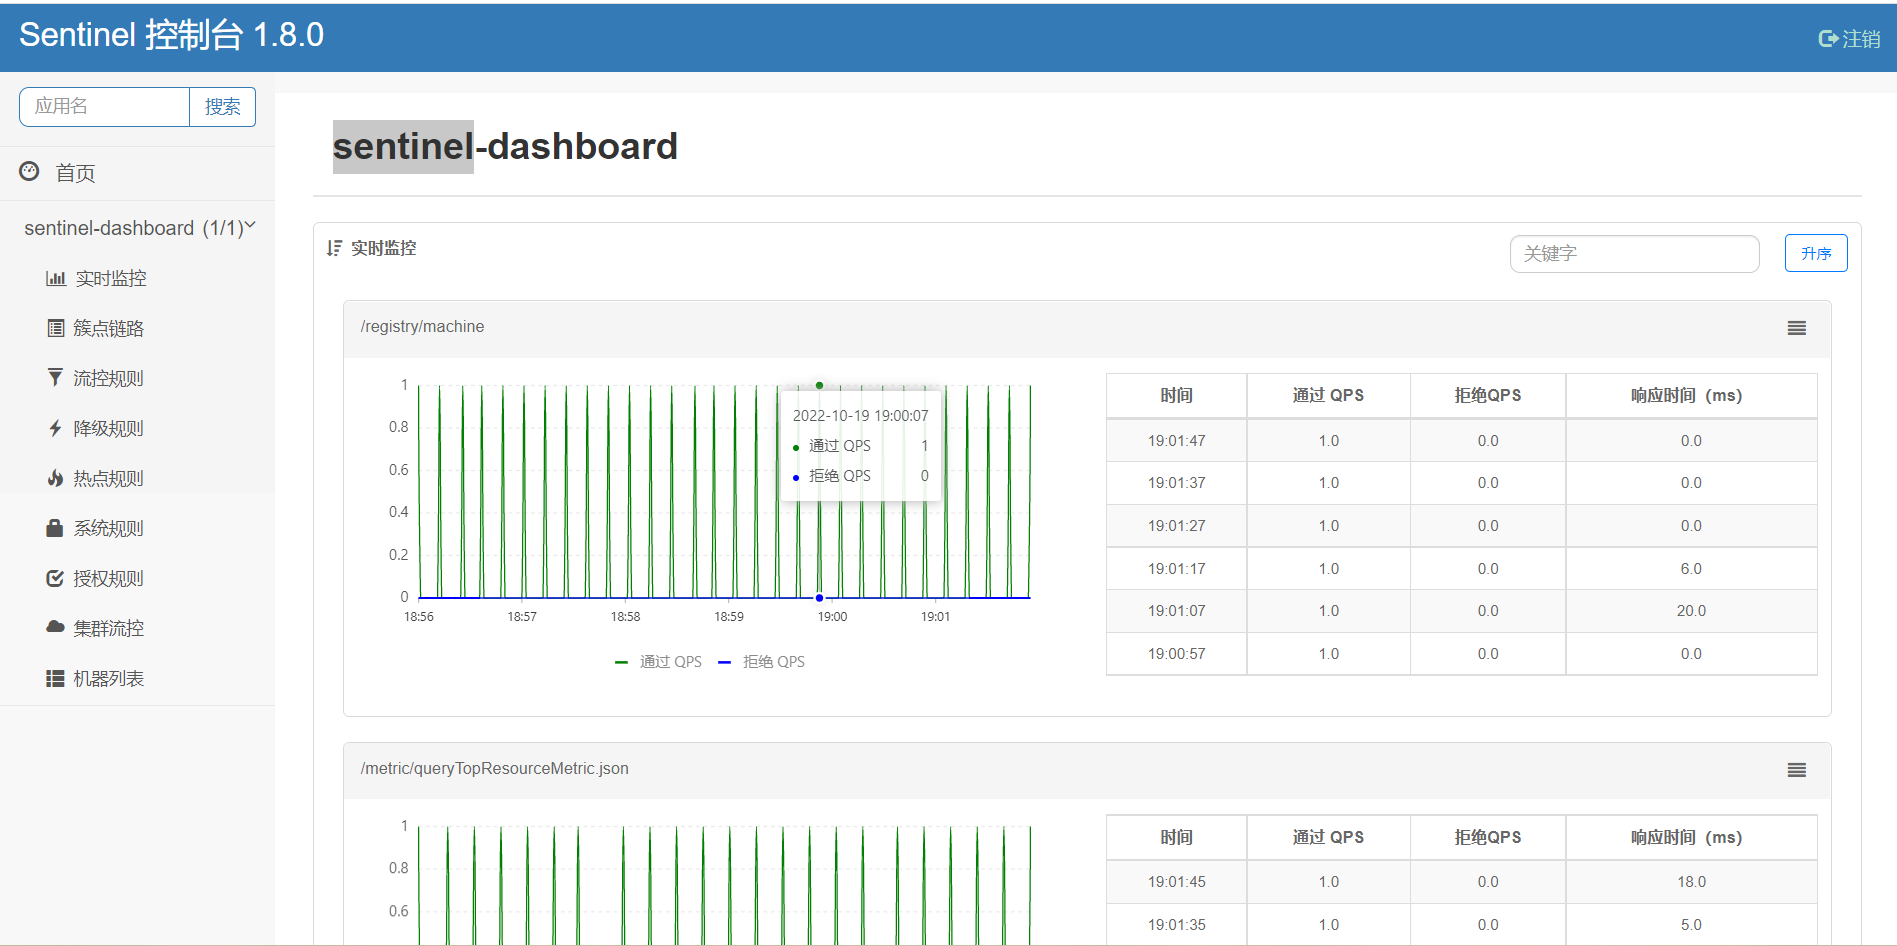 Sentinel 控制台 1.8.0
注销
应用名 搜索
首页
sentinel-dashboard (1/1)
实时监控
簇点链路
流控规则
降级规则
热点规则
系统规则
授权规则
集群流控
机器列表
sentinel-dashboard
实时监控
关键字 升序
/registry/machine
1
0.8
0.6
0.4
0.2
0
18:56 18:57 18:58 18:59 19:00 19:01
2022-10-19 19:00:07
通过 QPS 1
拒绝 QPS 0
通过 QPS 拒绝 QPS
时间 通过 QPS 拒绝QPS 响应时间（ms）
19:01:47 1.0 0.0 0.0
19:01:37 1.0 0.0 0.0
19:01:27 1.0 0.0 0.0
19:01:17 1.0 0.0 6.0
19:01:07 1.0 0.0 20.0
19:00:57 1.0 0.0 0.0
/metric/queryTopResourceMetric.json
1
0.8
0.6
时间 通过 QPS 拒绝QPS 响应时间（ms）
19:01:45 1.0 0.0 18.0
19:01:35 1.0 0.0 5.0